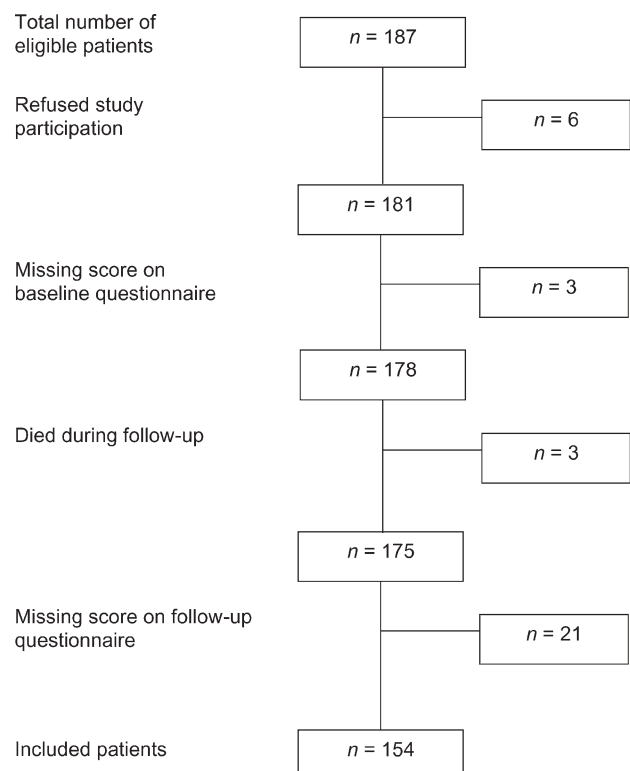 Total number of
eligible patients
n = 187
Refused study
participation
n = 6
n = 181
Missing score on
baseline questionnaire
n = 3
n = 178
Died during follow-up
n = 3
n = 175
Missing score on follow-up
questionnaire
n = 21
Included patients
n = 154